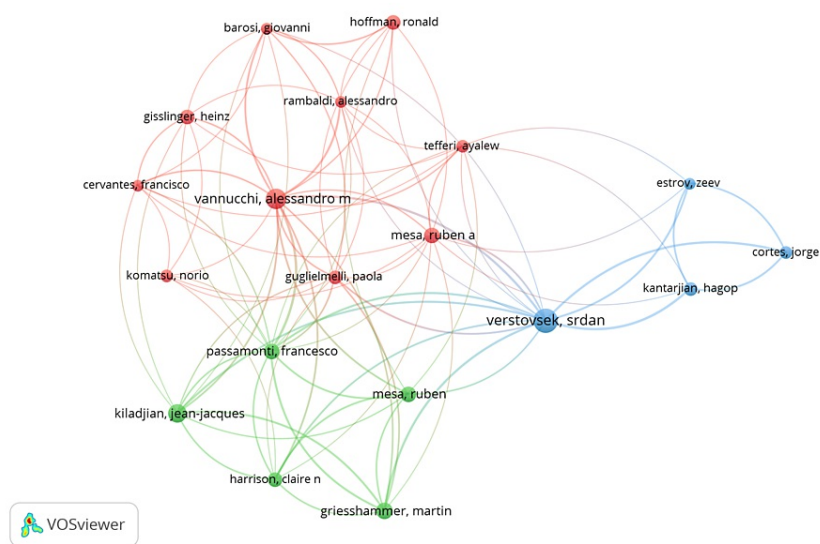 hoffman, ronald
barosi, giovanni
rambaldi, alessandro
gisslinger, heinz
tefferi, ayalew
cervantes, francisco
estrov, zeev
vannucchi, alessandro m
mesa, ruben a
cortes, jorge
komatsu, norio
guglielmelli, paola
kantarjian, hagop
verstovsek, srdan
passamonti, francesco
mesa, ruben
kiladjian, jean-jacques
harrison, claire n
griesshammer, martin
VOSviewer